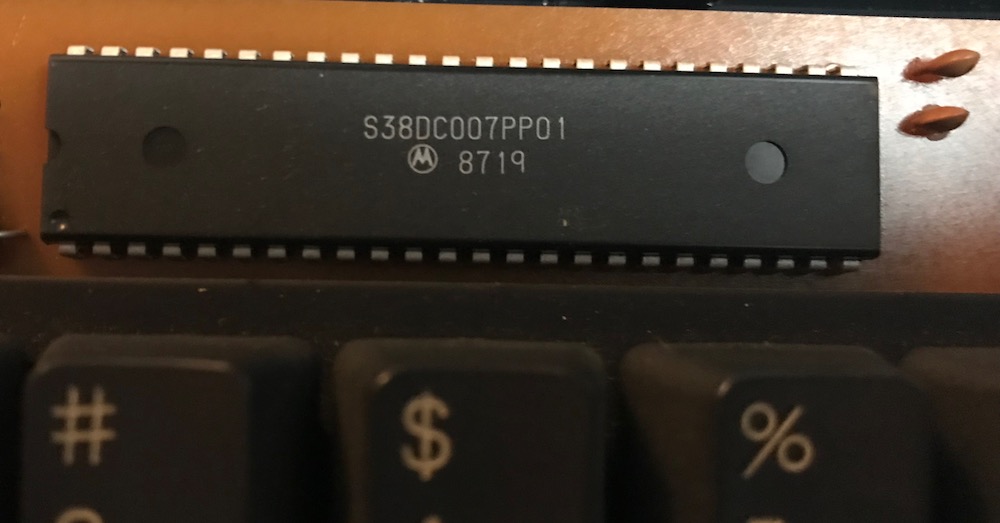 S38DC007PP01
M 8719
# $ %